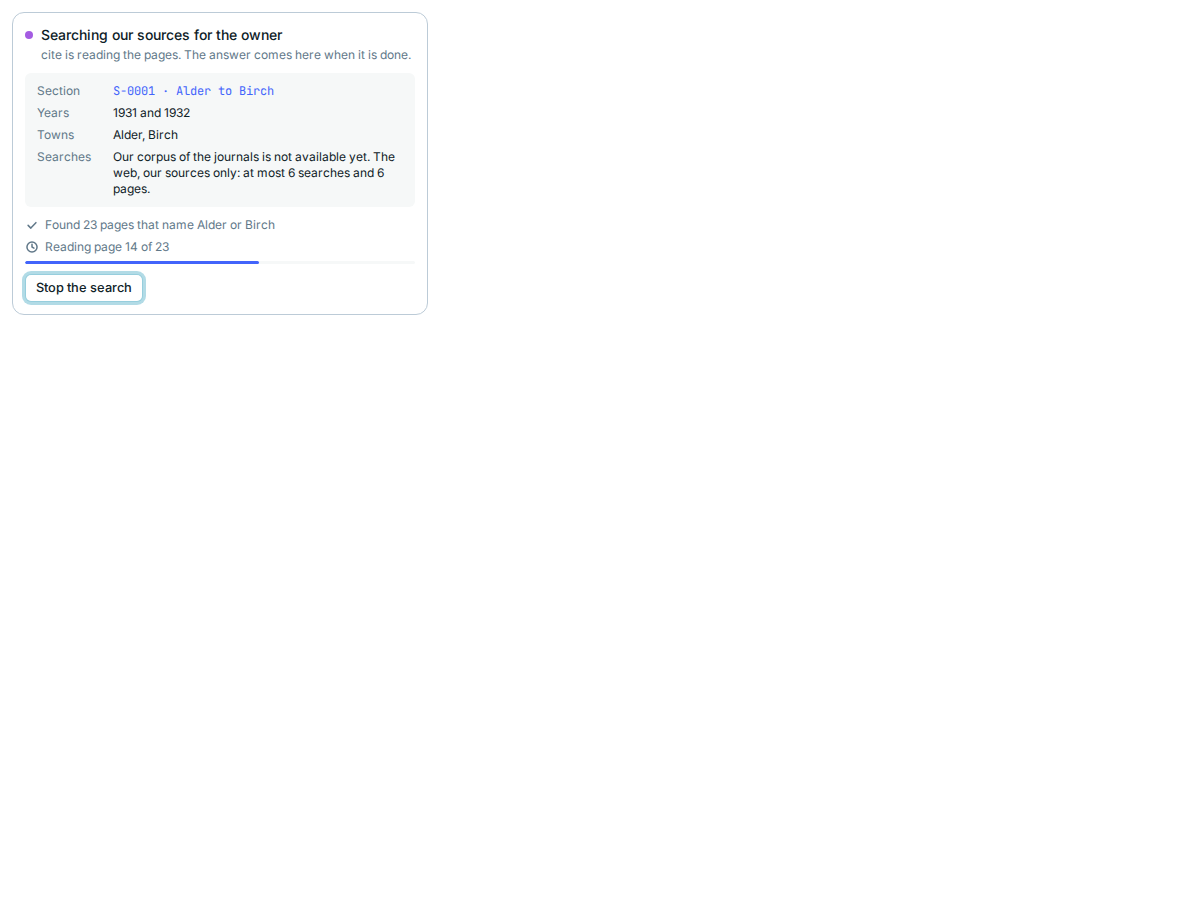 Searching our sources for the owner
cite is reading the pages. The answer comes here when it is done.
Section S-0001 · Alder to Birch
Years 1931 and 1932
Towns Alder, Birch
Searches Our corpus of the journals is not available yet. The
web, our sources only: at most 6 searches and 6
pages.
Found 23 pages that name Alder or Birch
Reading page 14 of 23
Stop the search